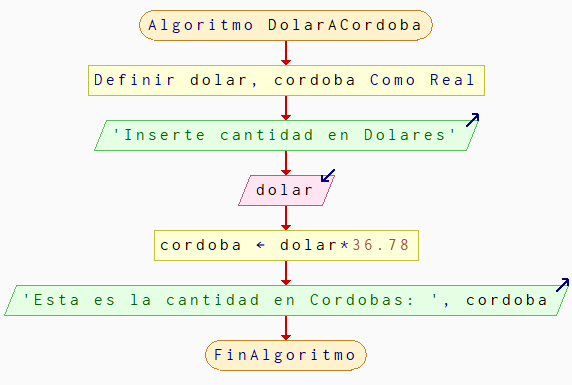 Algoritmo DolarACordoba
Definir dolar, cordoba Como Real
'Inserte cantidad en Dolares'
dolar
cordoba ← dolar*36.78
'Esta es la cantidad en Cordobas: ', cordoba
FinAlgoritmo